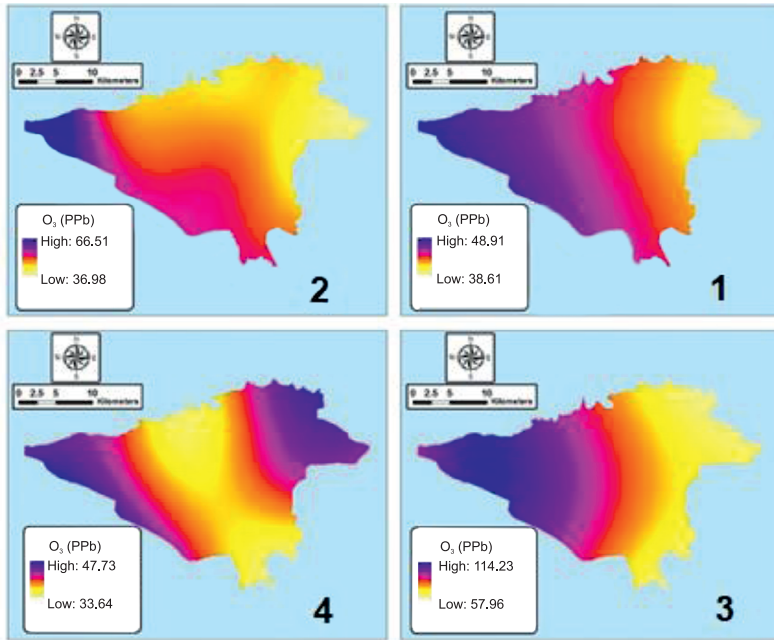 0 2.5 5 10
Kilometers
O₃ (PPb)
High: 66.51
Low: 36.98
2
0 2.5 5 10
Kilometers
O₃ (PPb)
High: 48.91
Low: 38.61
1
0 2.5 5 10
Kilometers
O₃ (PPb)
High: 47.73
Low: 33.64
4
0 2.5 5 10
Kilometers
O₃ (PPb)
High: 114.23
Low: 57.96
3